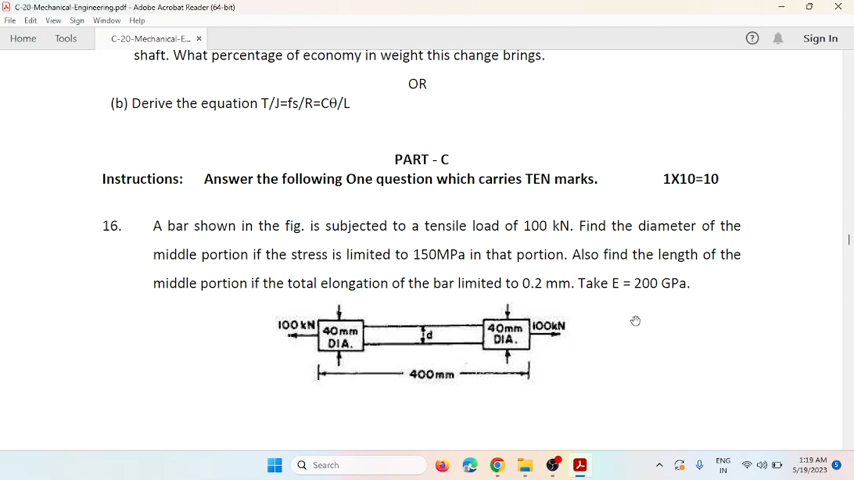 C-20-Mechanical-Engineering.pdf - Adobe Acrobat Reader (64-bit)
File Edit View Sign Window Help
Home Tools C-20-Mechanical-E... × Sign In
shaft. What percentage of economy in weight this change brings.
OR
(b) Derive the equation T/J=fs/R=Cθ/L
PART - C
Instructions: Answer the following One question which carries TEN marks. 1X10=10
16. A bar shown in the fig. is subjected to a tensile load of 100 kN. Find the diameter of the
middle portion if the stress is limited to 150MPa in that portion. Also find the length of the
middle portion if the total elongation of the bar limited to 0.2 mm. Take E = 200 GPa.
100 kN 40mm DIA. d 40mm DIA. 100kN
400mm
Search ENG IN 1:19 AM 5/19/2023 5